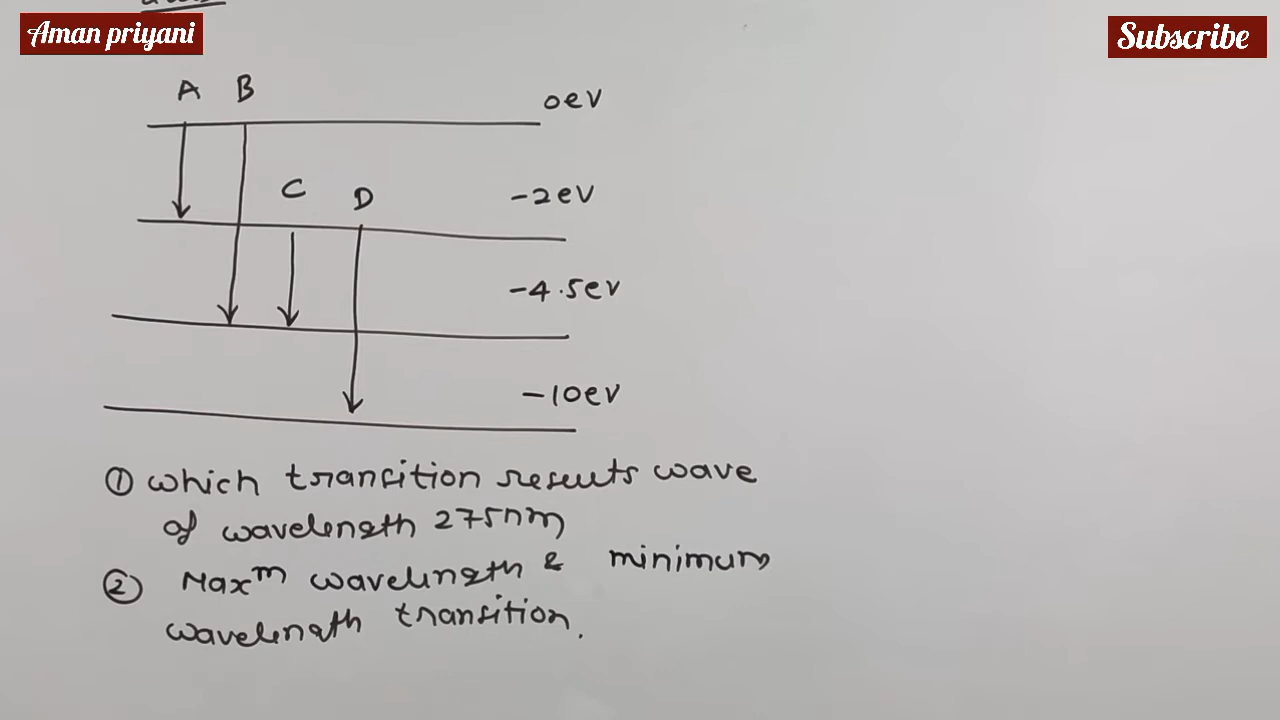 Aman priyani
Subscribe
A B
0ev
C D
-2ev
-4.5ev
-10ev
① which transition results wave
of wavelength 275nm
② Maxᵐ wavelength & minimum
wavelength transition.